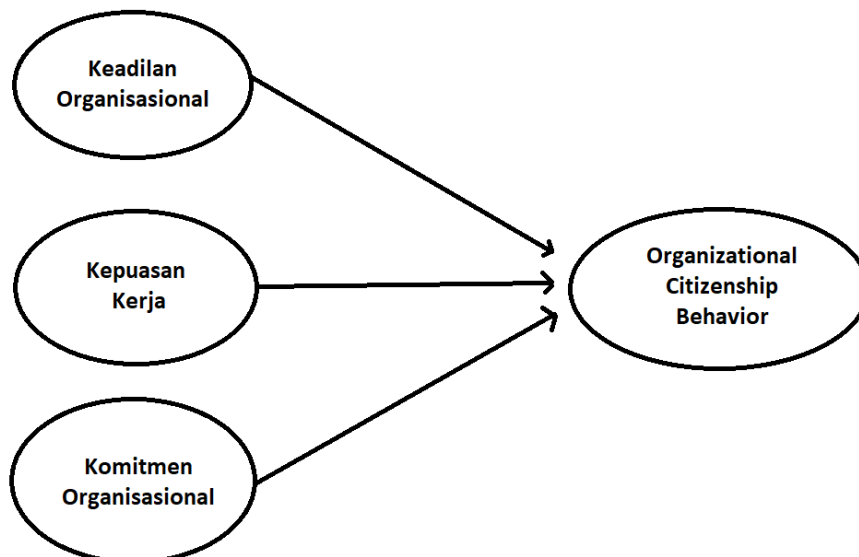 Keadilan
Organisasional
Kepuasan
Kerja
Komitmen
Organisasional
Organizational
Citizenship
Behavior